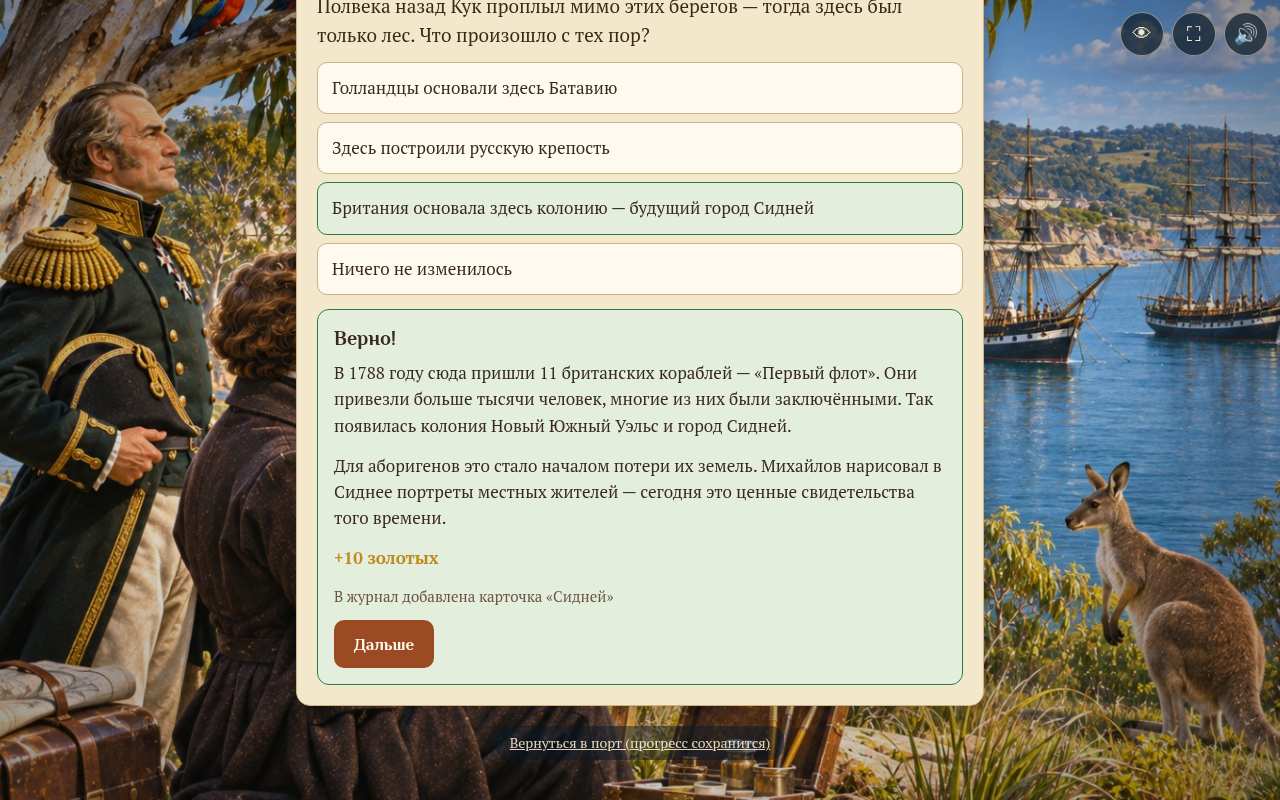 Полвека назад Кук проплыл мимо этих берегов — тогда здесь был
только лес. Что произошло с тех пор?
Голландцы основали здесь Батавию
Здесь построили русскую крепость
Британия основала здесь колонию — будущий город Сидней
Ничего не изменилось
Верно!
В 1788 году сюда пришли 11 британских кораблей — «Первый флот». Они
привезли больше тысячи человек, многие из них были заключёнными. Так
появилась колония Новый Южный Уэльс и город Сидней.
Для аборигенов это стало началом потери их земель. Михайлов нарисовал в
Сиднее портреты местных жителей — сегодня это ценные свидетельства
того времени.
+10 золотых
В журнал добавлена карточка «Сидней»
Дальше
Вернуться в порт (прогресс сохранится)